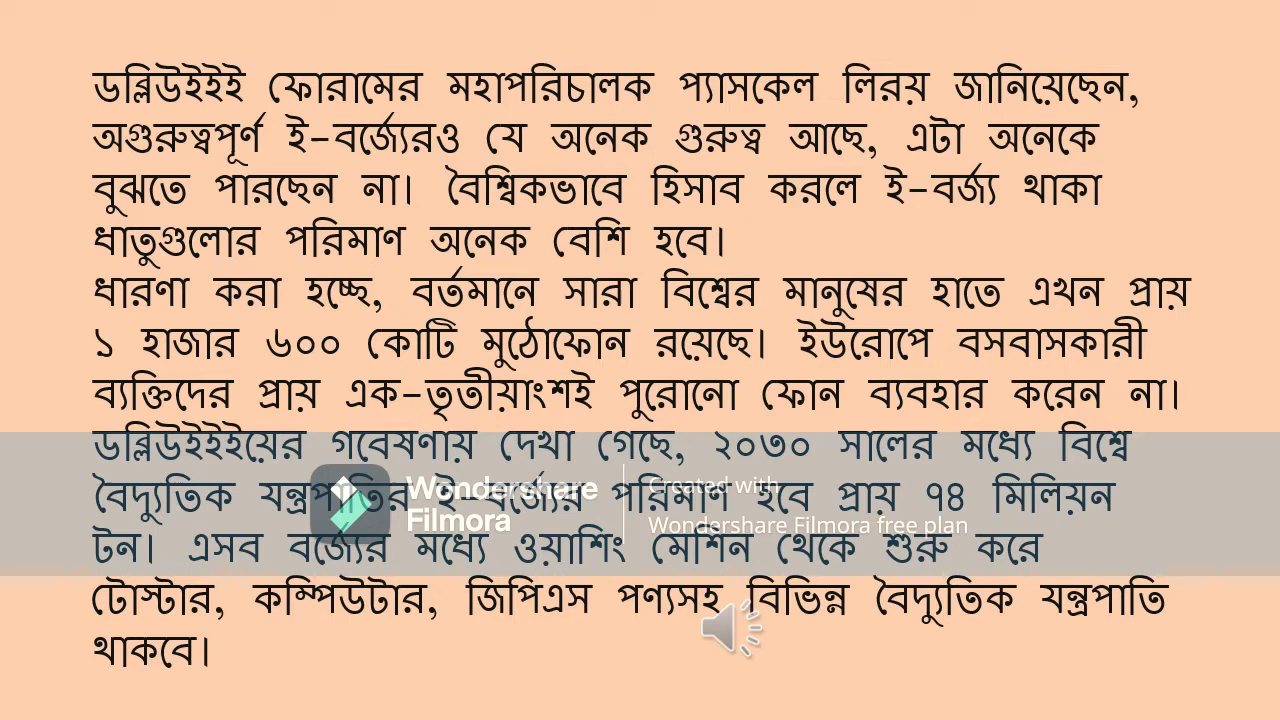 ডব্লিউইইই ফোরামের মহাপরিচালক প্যাসকেল লিরয় জানিয়েছেন,
অগুরুত্বপূর্ণ ই-বর্জ্যেরও যে অনেক গুরুত্ব আছে, এটা অনেকে
বুঝতে পারছেন না। বৈশ্বিকভাবে হিসাব করলে ই-বর্জ্য থাকা
ধাতুগুলোর পরিমাণ অনেক বেশি হবে।
ধারণা করা হচ্ছে, বর্তমানে সারা বিশ্বের মানুষের হাতে এখন প্রায়
১ হাজার ৬০০ কোটি মুঠোফোন রয়েছে। ইউরোপে বসবাসকারী
ব্যক্তিদের প্রায় এক-তৃতীয়াংশই পুরোনো ফোন ব্যবহার করেন না।
ডব্লিউইইইয়ের গবেষণায় দেখা গেছে, ২০৩০ সালের মধ্যে বিশ্বে
বৈদ্যুতিক যন্ত্রপাতির ই-বর্জ্যের পরিমাণ হবে প্রায় ৭৪ মিলিয়ন
টন। এসব বর্জ্যের মধ্যে ওয়াশিং মেশিন থেকে শুরু করে
টোস্টার, কম্পিউটার, জিপিএস পণ্যসহ বিভিন্ন বৈদ্যুতিক যন্ত্রপাতি
থাকবে।
Wondershare
Filmora
Created with
Wondershare Filmora free plan